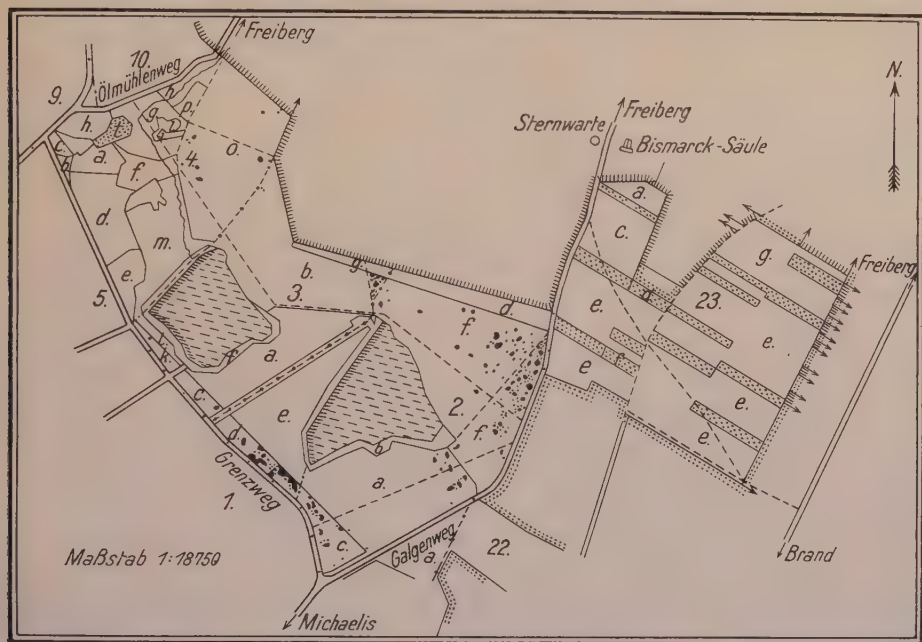 Freiberg
10.
Ölmühlenweg
9.
N.
h.
h.
p.
g.
n.
g.
c.
t.
a.
b.
f.
4.
o.
Sternwarte
Freiberg
Bismarck-Säule
a.
c.
d.
m.
e.
5.
b.
3.
g.
d.
f.
i.
k.
f
a.
c.
e.
2.
b
f.
d.
a.
Grenzweg
1.
c.
e.
f
e
d.
23.
g.
e.
e.
e.
Freiberg
Maßstab 1:18750
Galgenweg
a.
22.
Brand
Michaelis